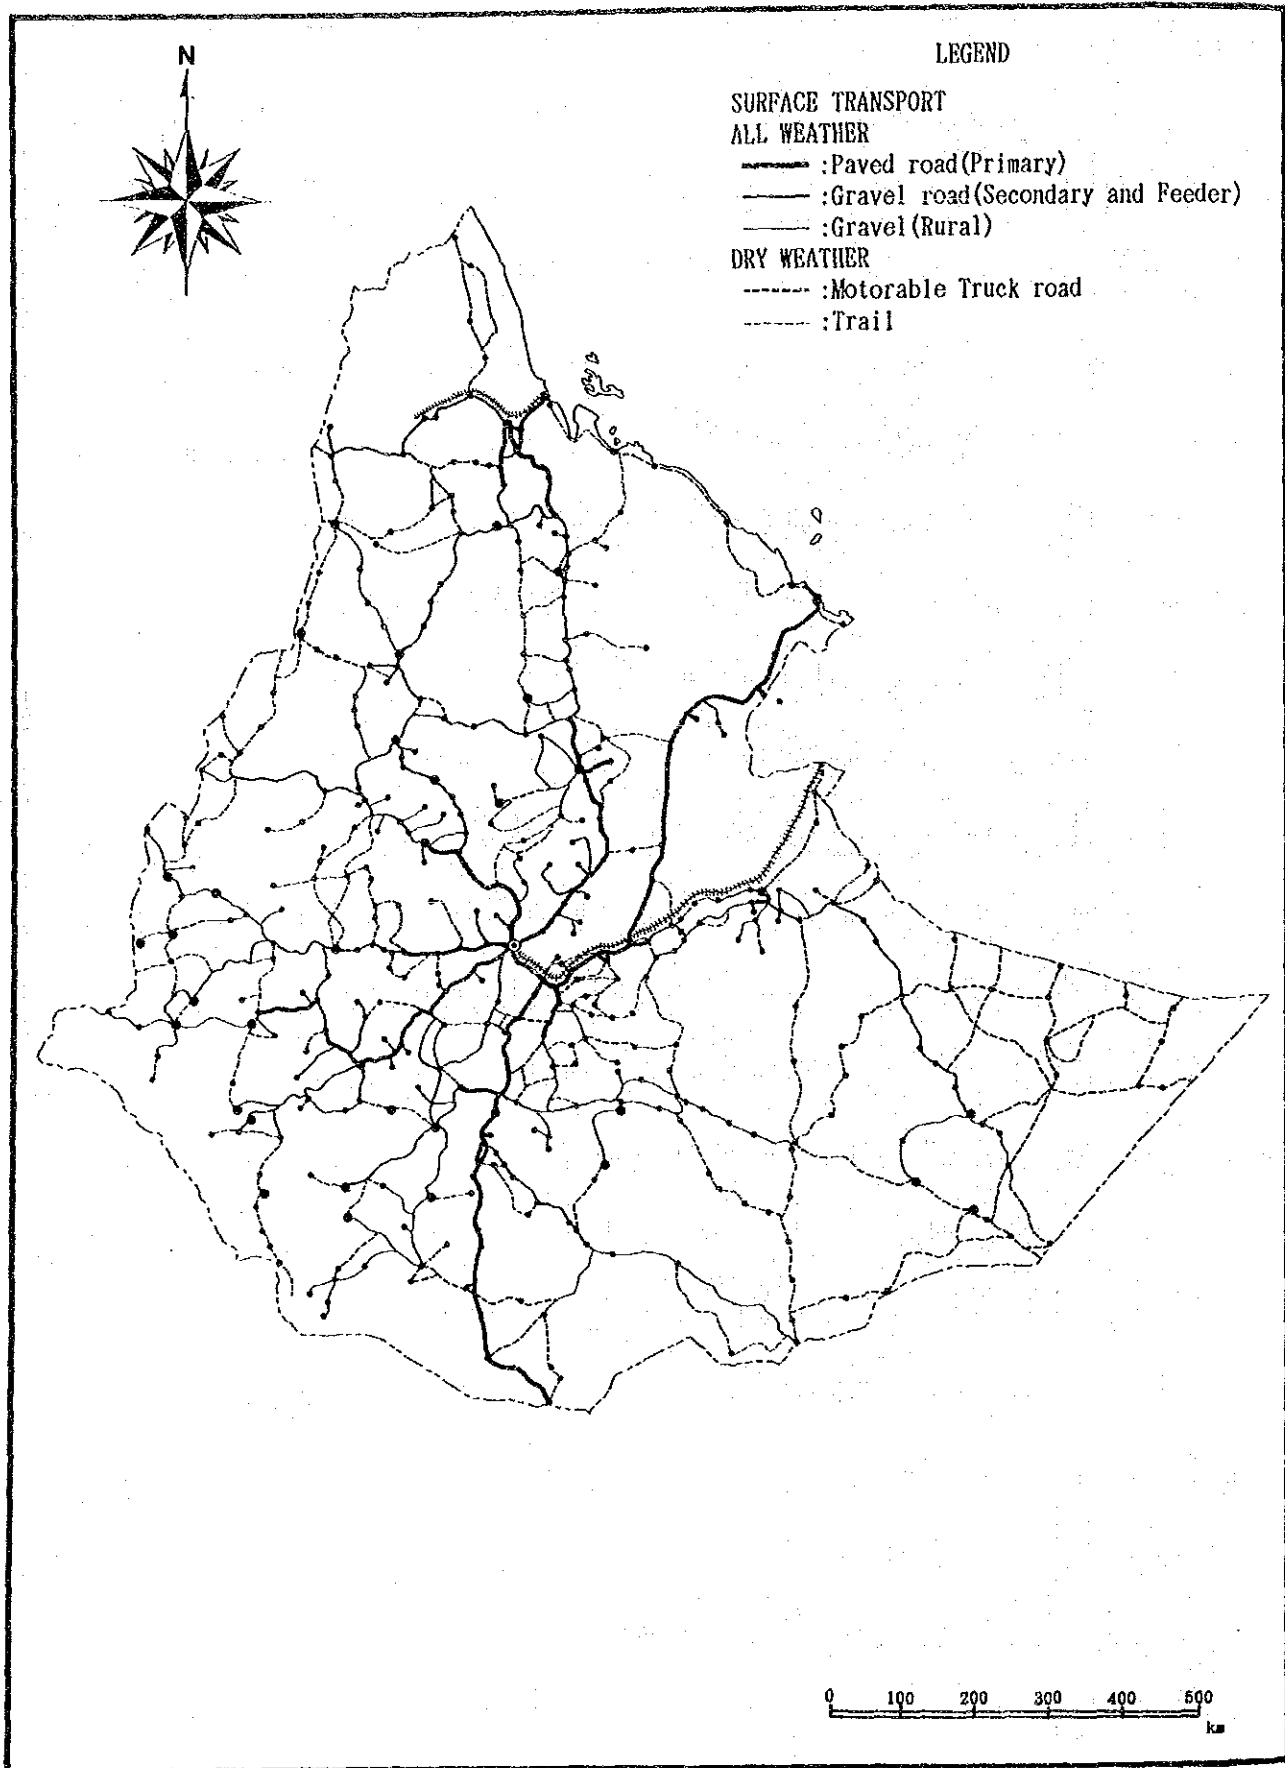 N
LEGEND
SURFACE TRANSPORT
ALL WEATHER
:Paved road(Primary)
:Gravel road(Secondary and Feeder)
:Gravel(Rural)
DRY WEATHER
:Motorable Truck road
:Trail
0 100 200 300 400 500
km